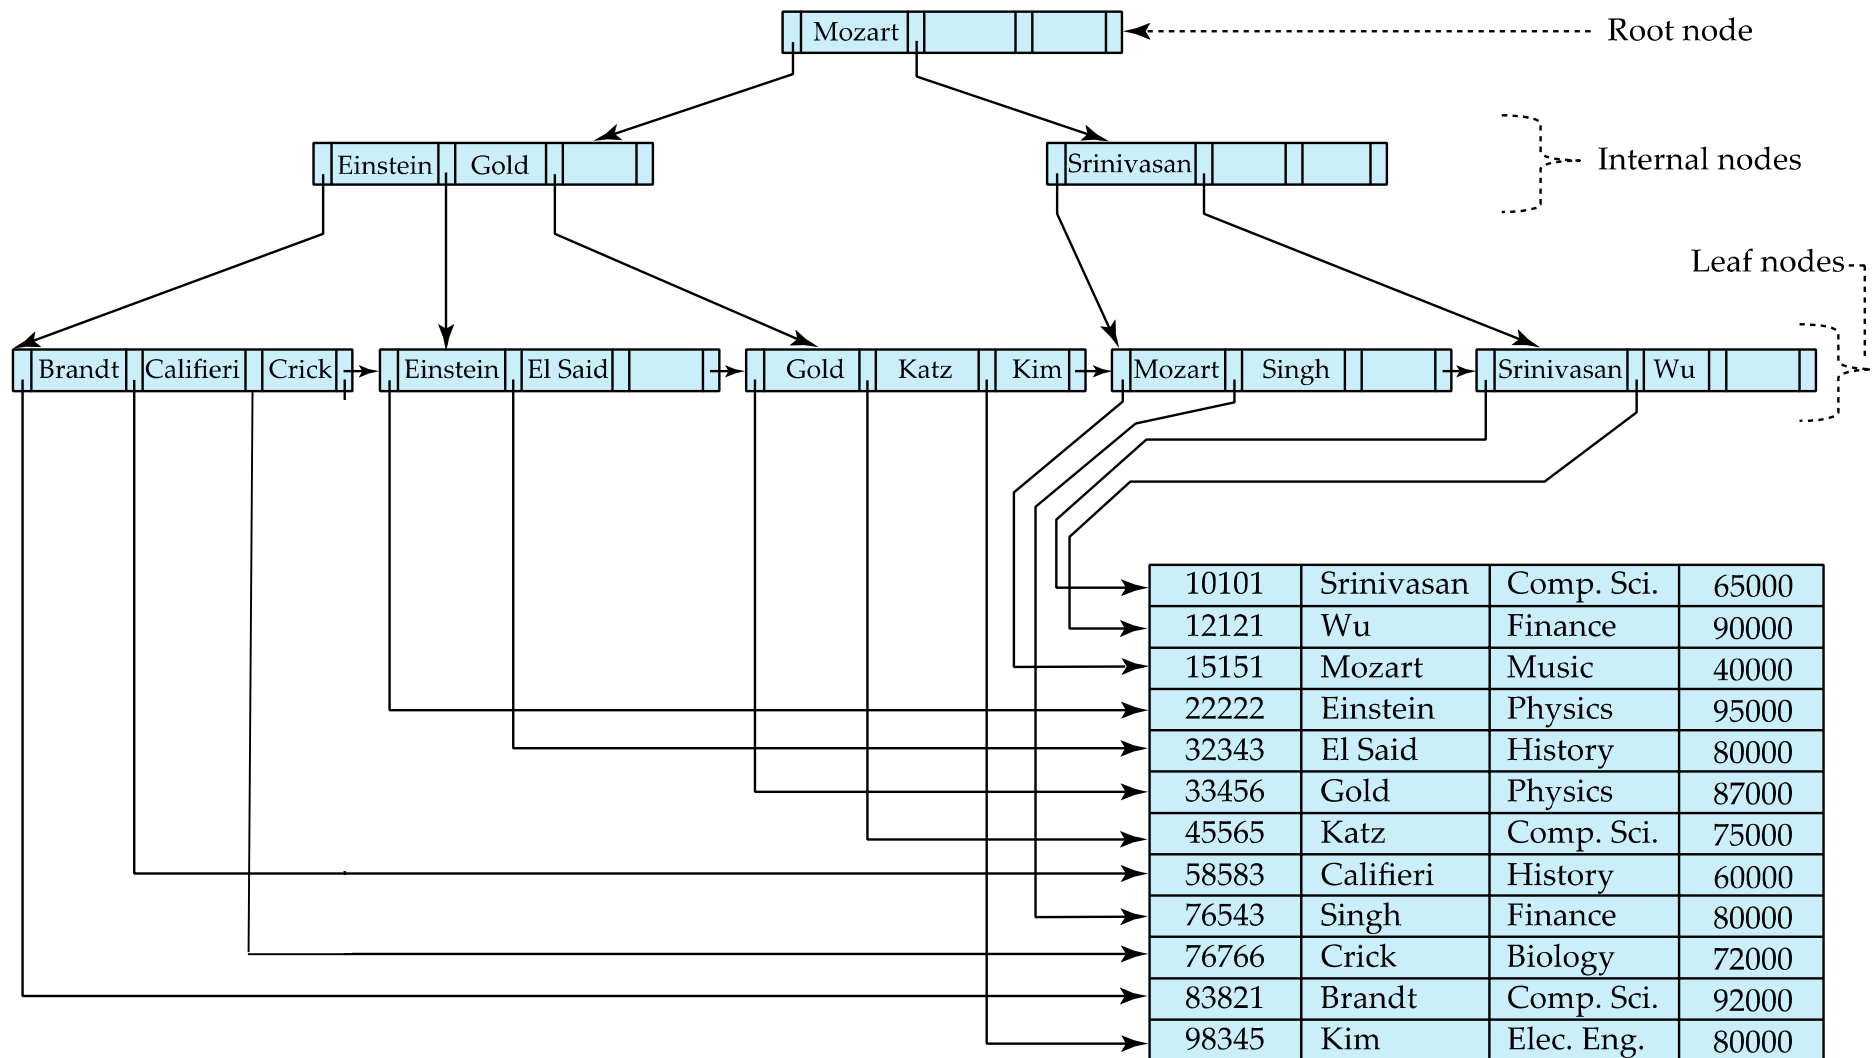 Mozart
Root node
Einstein Gold
Srinivasan
Internal nodes
Leaf nodes
Brandt Califieri Crick
Einstein El Said
Gold Katz Kim
Mozart Singh
Srinivasan Wu
10101 Srinivasan Comp. Sci. 65000
12121 Wu Finance 90000
15151 Mozart Music 40000
22222 Einstein Physics 95000
32343 El Said History 80000
33456 Gold Physics 87000
45565 Katz Comp. Sci. 75000
58583 Califieri History 60000
76543 Singh Finance 80000
76766 Crick Biology 72000
83821 Brandt Comp. Sci. 92000
98345 Kim Elec. Eng. 80000